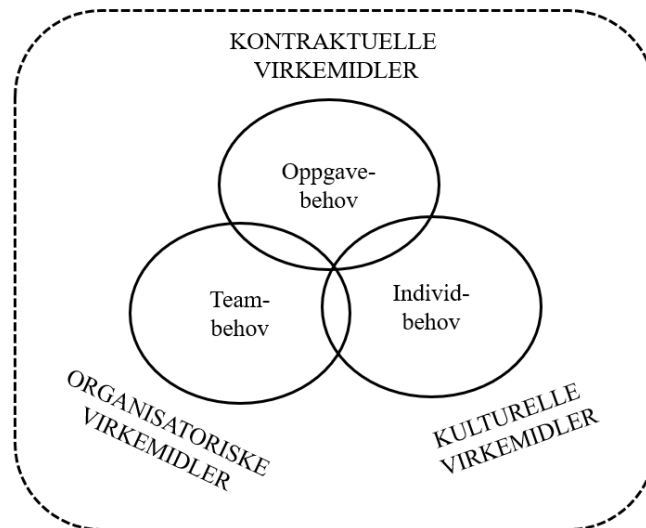 KONTRAKTUELLE
VIRKEMIDLER
Oppgave-
behov
Team-
behov
Individ-
behov
ORGANISATORISKE
VIRKEMIDLER
KULTURELLE
VIRKEMIDLER